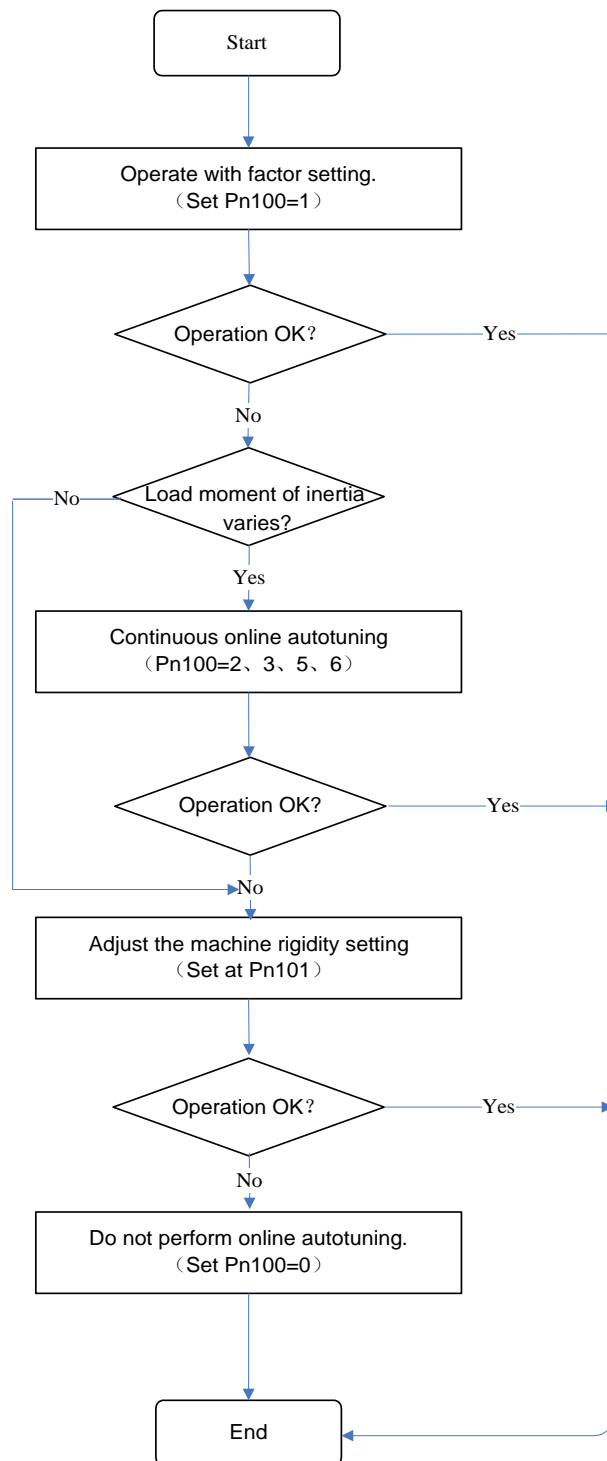 Start
Operate with factor setting.
（Set Pn100=1）
Operation OK?
Yes
No
Load moment of inertia
varies?
No
Yes
Continuous online autotuning
（Pn100=2、3、5、6）
Operation OK?
Yes
No
Adjust the machine rigidity setting
（Set at Pn101）
Operation OK?
Yes
No
Do not perform online autotuning.
（Set Pn100=0）
End